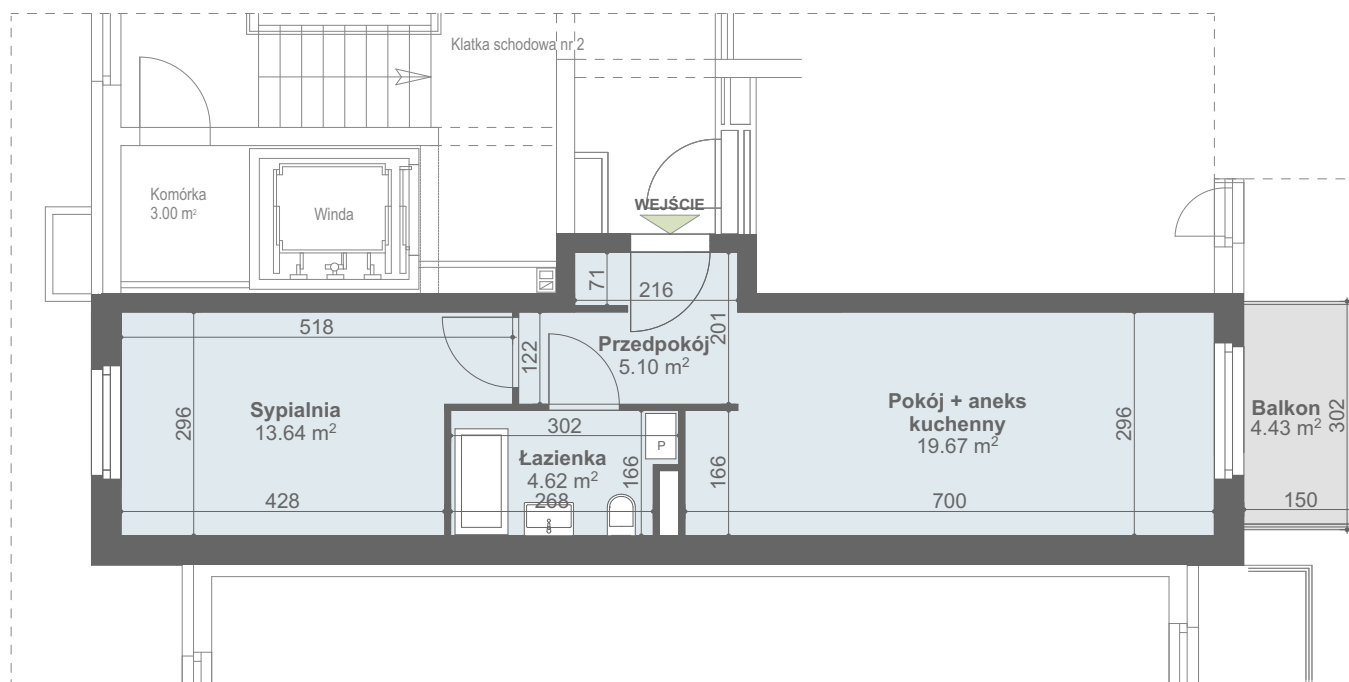 Klatka schodowa nr 2
Komórka
3.00 m²
Winda
WEJŚCIE
71
216
201
518
122
Przedpokój
5.10 m²
296
Sypialnia
13.64 m²
428
302
P
Łazienka
4.62 m²
166
268
166
Pokój + aneks
kuchenny
19.67 m²
296
700
Balkon
4.43 m²
302
150